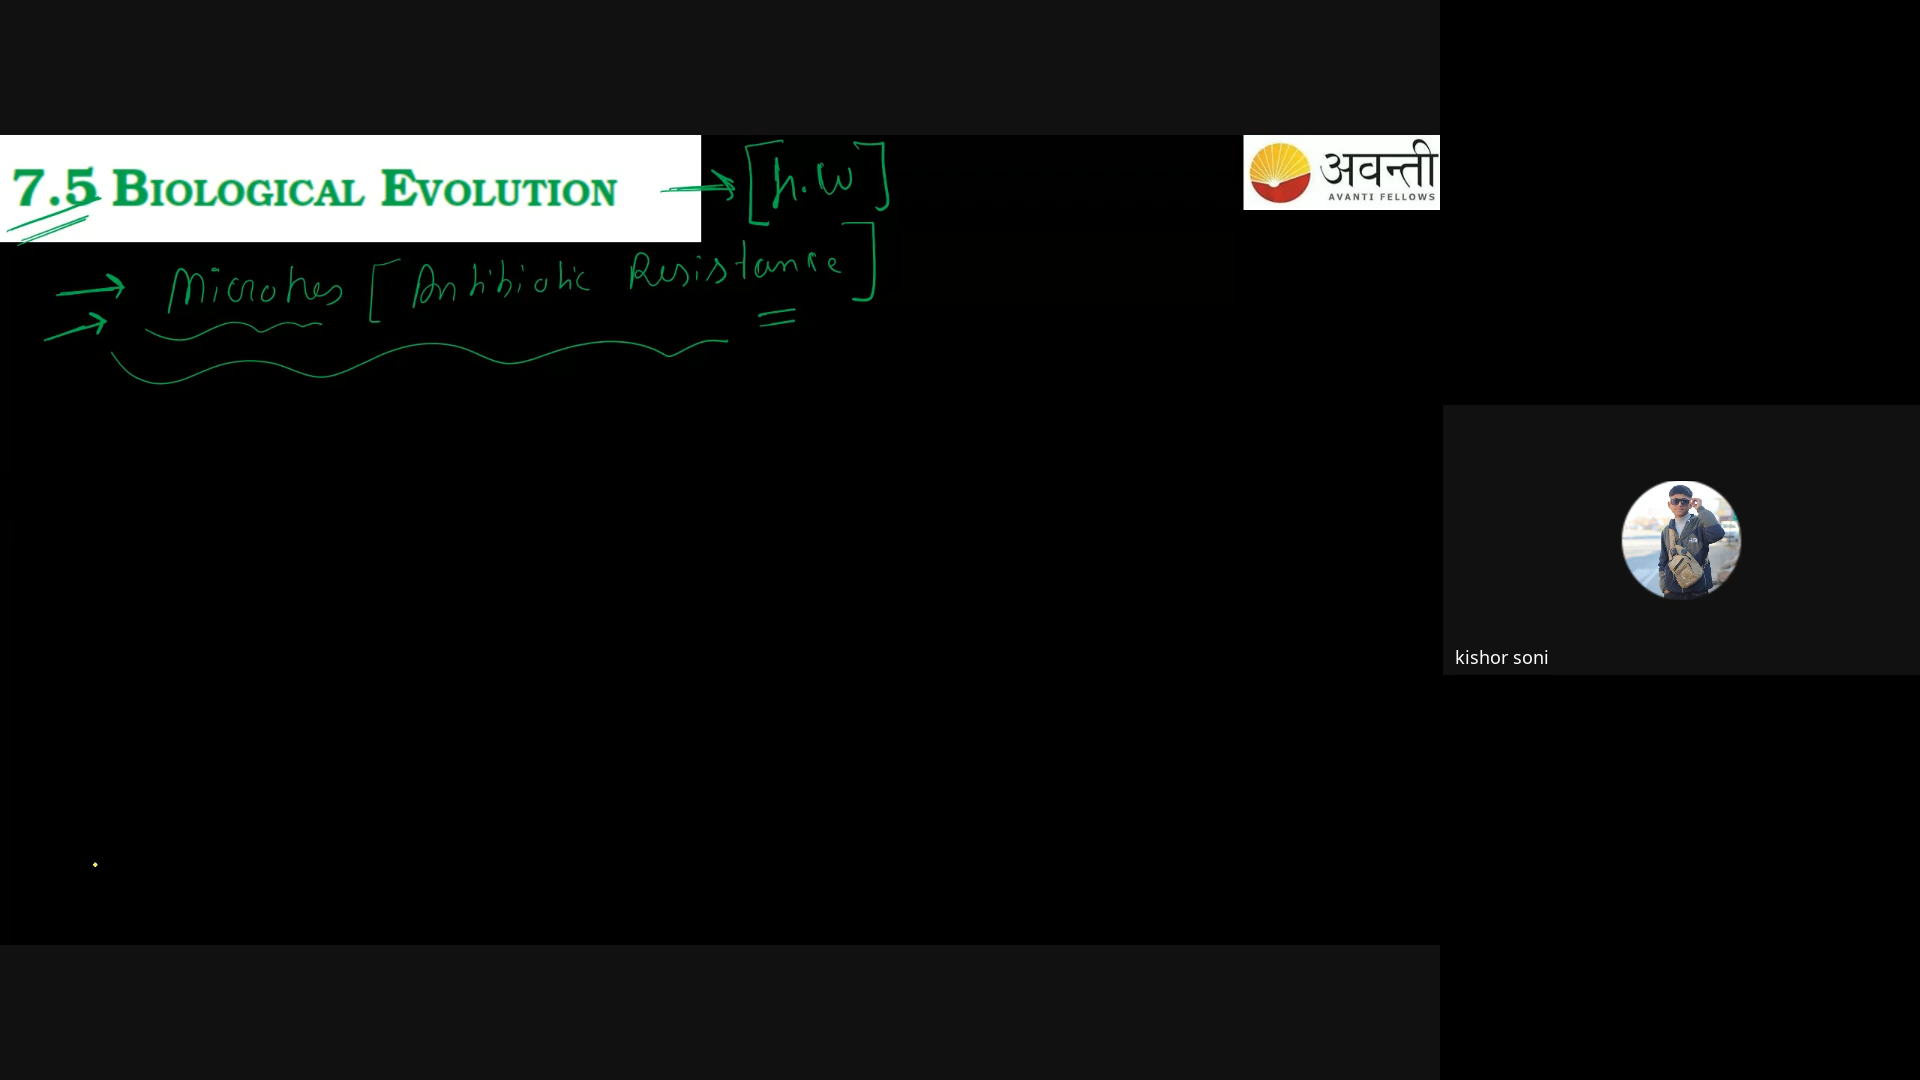 7.5 BIOLOGICAL EVOLUTION → [h.w]
अवन्ती
AVANTI FELLOWS
→ Microbes [Antibiotic Resistance]
kishor soni